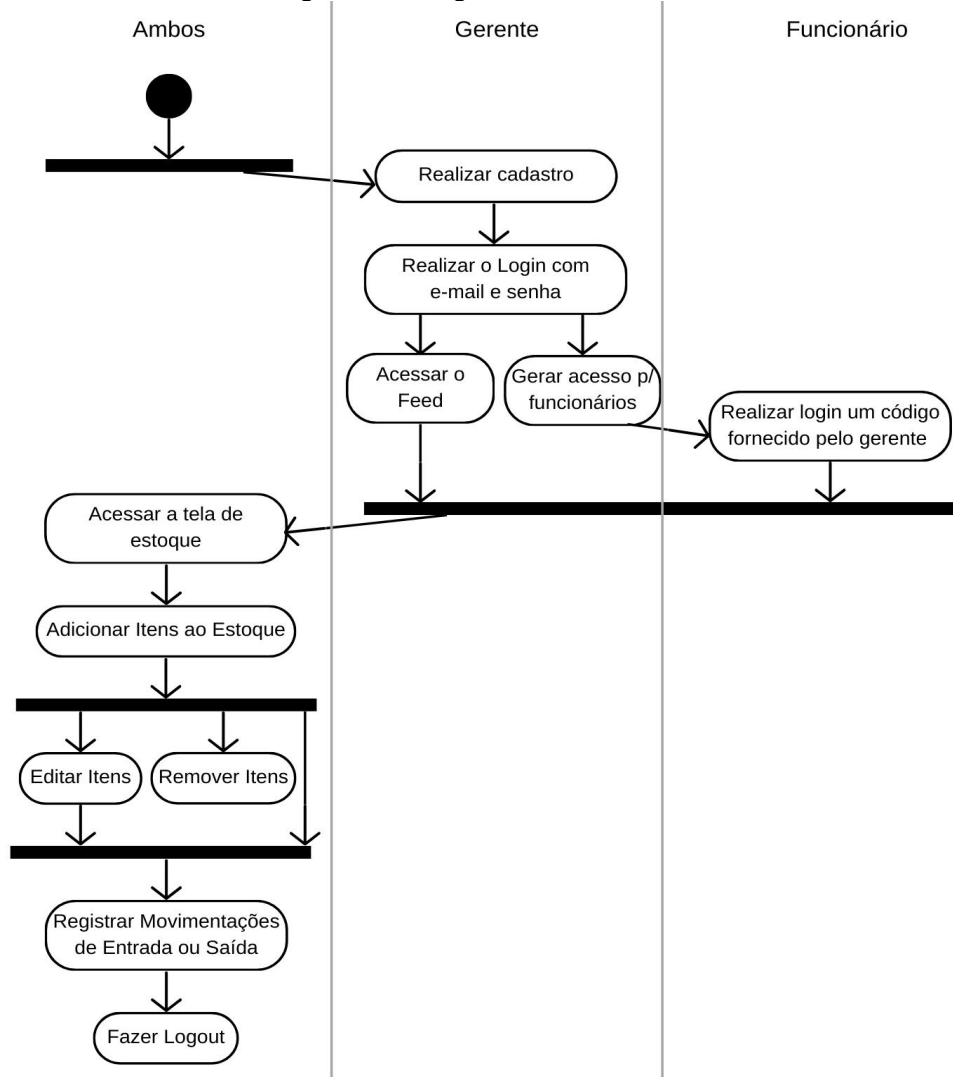 Ambos
Gerente
Funcionário
Realizar cadastro
Realizar o Login com
e-mail e senha
Acessar o
Feed
Gerar acesso p/
funcionários
Realizar login um código
fornecido pelo gerente
Acessar a tela de
estoque
Adicionar Itens ao Estoque
Editar Itens
Remover Itens
Registrar Movimentações
de Entrada ou Saída
Fazer Logout